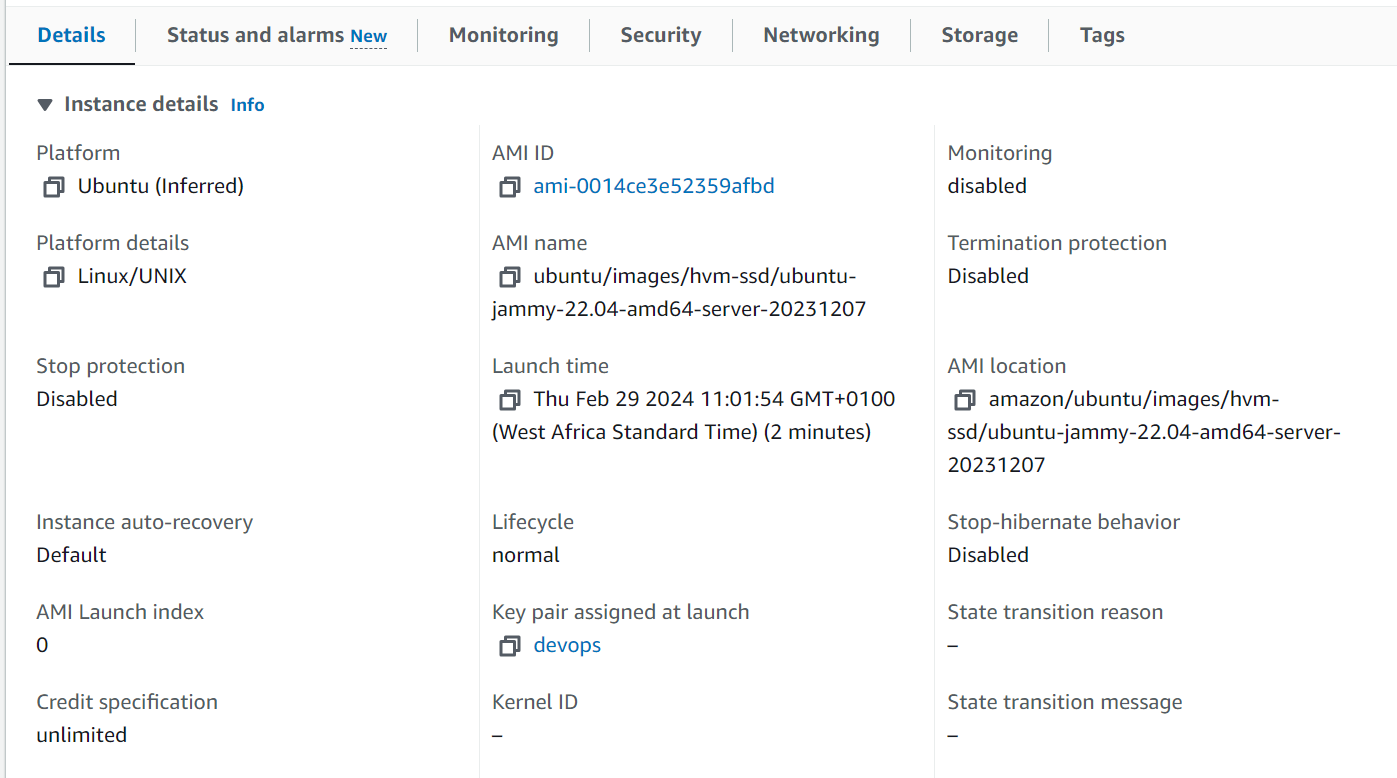 Details
Status and alarms New
Monitoring
Security
Networking
Storage
Tags
Instance details Info
Platform
Ubuntu (Inferred)
AMI ID
ami-0014ce3e52359afbd
Monitoring
disabled
Platform details
Linux/UNIX
AMI name
ubuntu/images/hvm-ssd/ubuntu-
jammy-22.04-amd64-server-20231207
Termination protection
Disabled
Stop protection
Disabled
Launch time
Thu Feb 29 2024 11:01:54 GMT+0100
(West Africa Standard Time) (2 minutes)
AMI location
amazon/ubuntu/images/hvm-
ssd/ubuntu-jammy-22.04-amd64-server-
20231207
Instance auto-recovery
Default
Lifecycle
normal
Stop-hibernate behavior
Disabled
AMI Launch index
0
Key pair assigned at launch
devops
State transition reason
–
Credit specification
unlimited
Kernel ID
–
State transition message
–